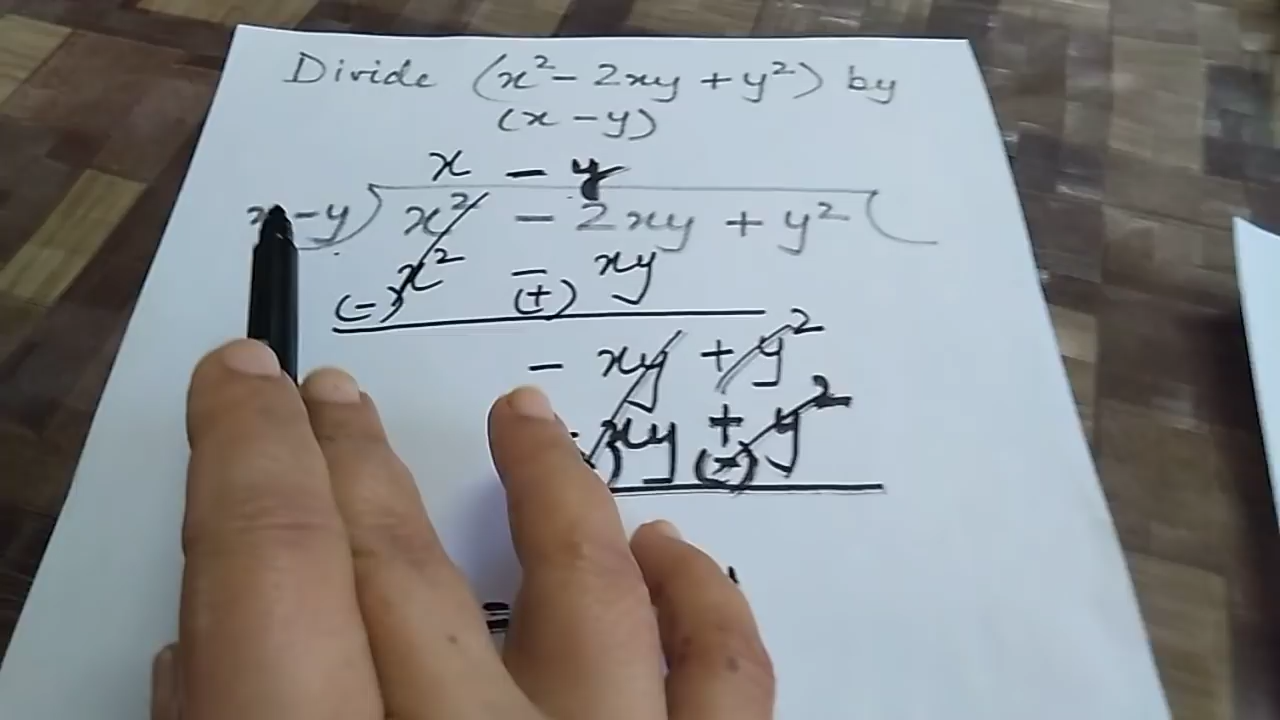 Divide (x² - 2xy + y²) by
(x - y)
x - y
x - y) x² - 2xy + y² (
x² - xy
(-) (+)
- xy + y²
- xy + y²
) (-)